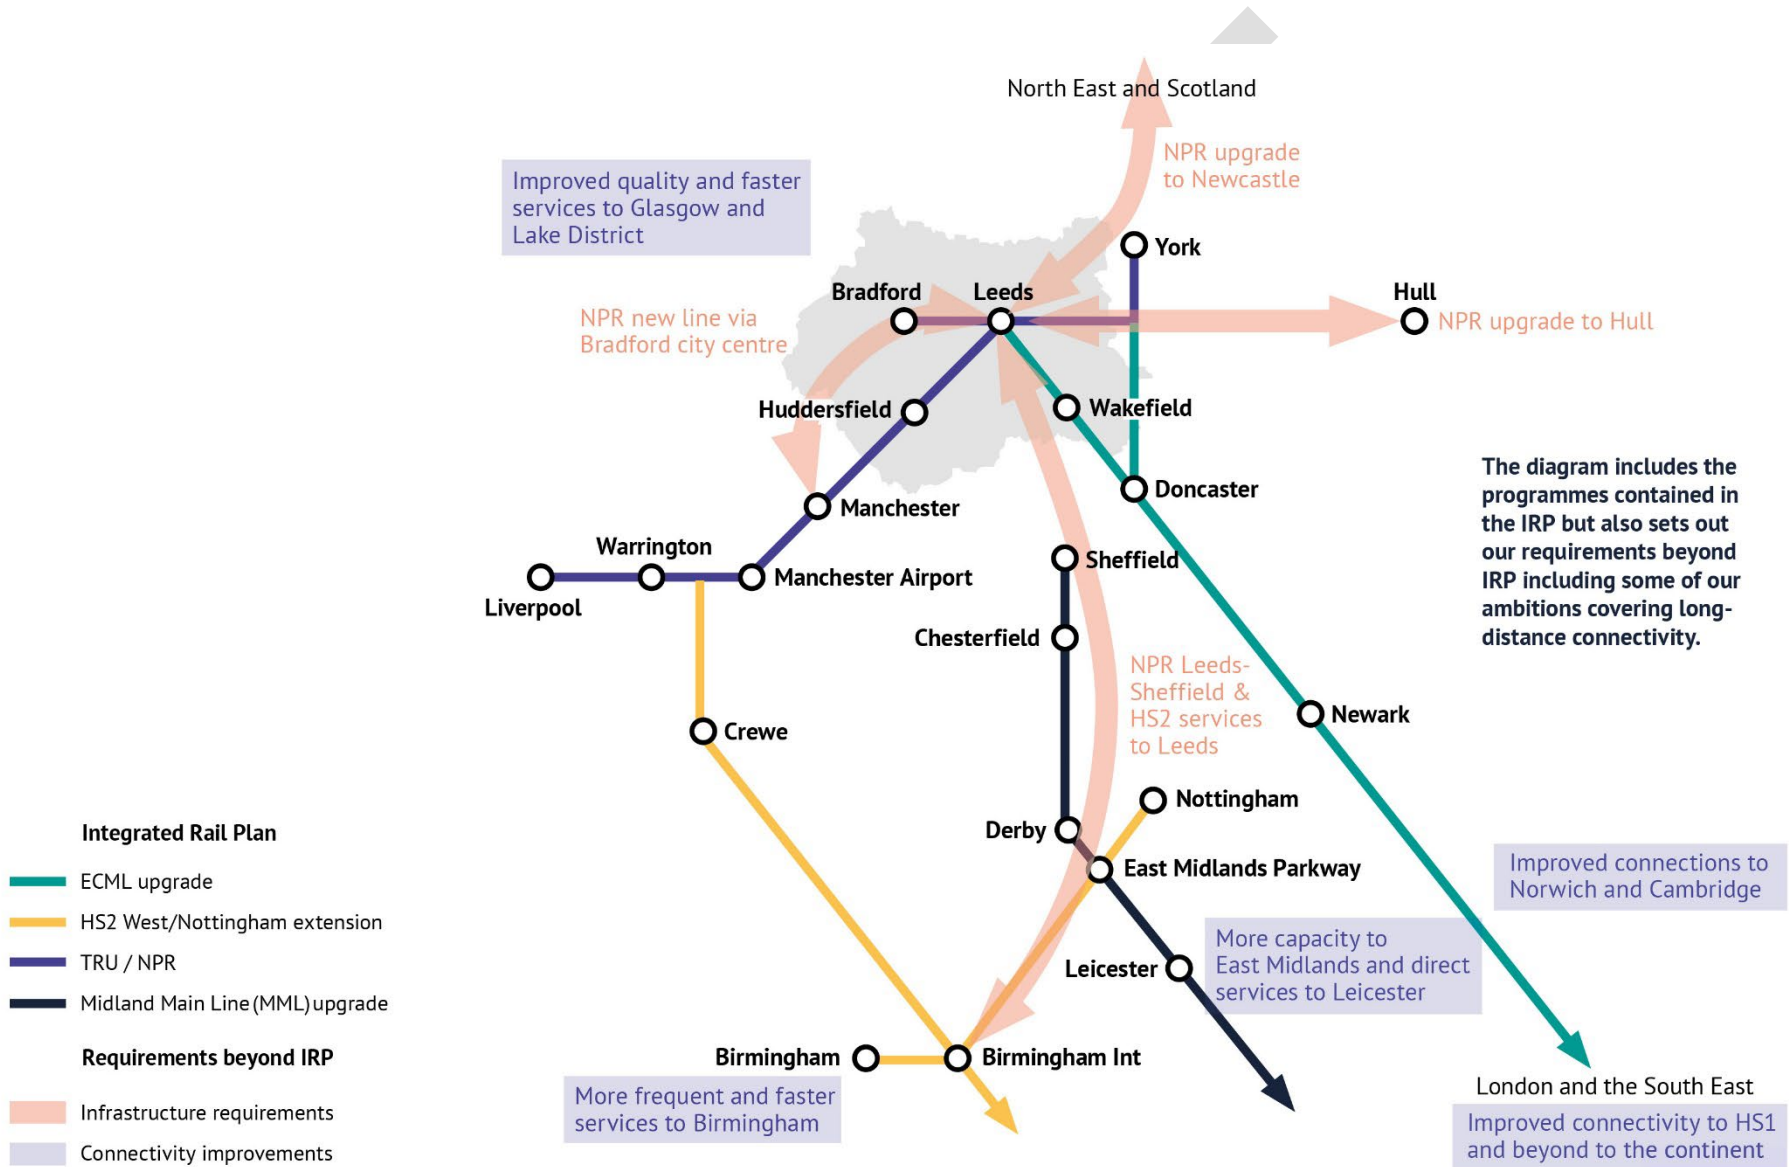 North East and Scotland
NPR upgrade
to Newcastle
Improved quality and faster
services to Glasgow and
Lake District
York
Bradford
Leeds
Hull
NPR new line via
Bradford city centre
NPR upgrade to Hull
Huddersfield
Wakefield
The diagram includes the
programmes contained in
the IRP but also sets out
our requirements beyond
IRP including some of our
ambitions covering long-
distance connectivity.
Doncaster
Manchester
Warrington
Sheffield
Manchester Airport
Liverpool
Chesterfield
NPR Leeds-
Sheffield &
HS2 services
to Leeds
Newark
Crewe
Nottingham
Derby
East Midlands Parkway
Integrated Rail Plan
ECML upgrade
HS2 West/Nottingham extension
TRU / NPR
Midland Main Line (MML) upgrade
Requirements beyond IRP
Infrastructure requirements
Connectivity improvements
Improved connections to
Norwich and Cambridge
More capacity to
East Midlands and direct
services to Leicester
Leicester
Birmingham
Birmingham Int
More frequent and faster
services to Birmingham
London and the South East
Improved connectivity to HS1
and beyond to the continent